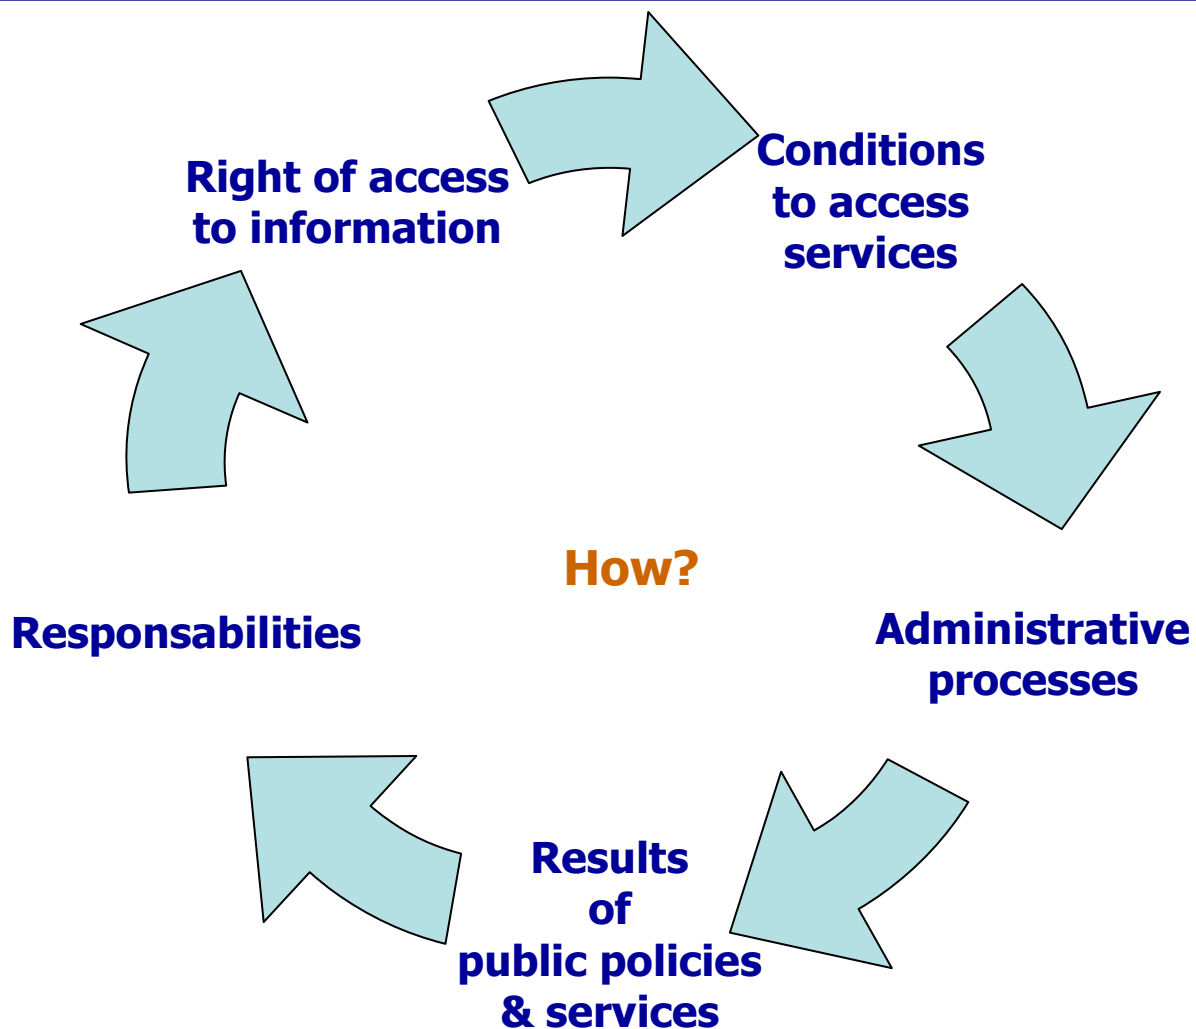 Right of access
to information
Conditions
to access
services
How?
Responsabilities
Administrative
processes
Results
of
public policies
& services